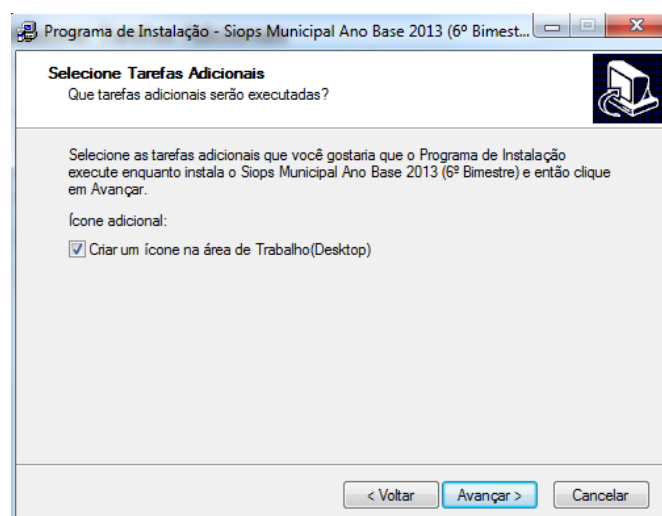 Programa de Instalação - Siops Municipal Ano Base 2013 (6º Bimest...
Selecione Tarefas Adicionais
Que tarefas adicionais serão executadas?
Selecione as tarefas adicionais que você gostaria que o Programa de Instalação
execute enquanto instala o Siops Municipal Ano Base 2013 (6º Bimestre) e então clique
em Avançar.
Ícone adicional:
Criar um ícone na área de Trabalho(Desktop)
< Voltar
Avançar >
Cancelar